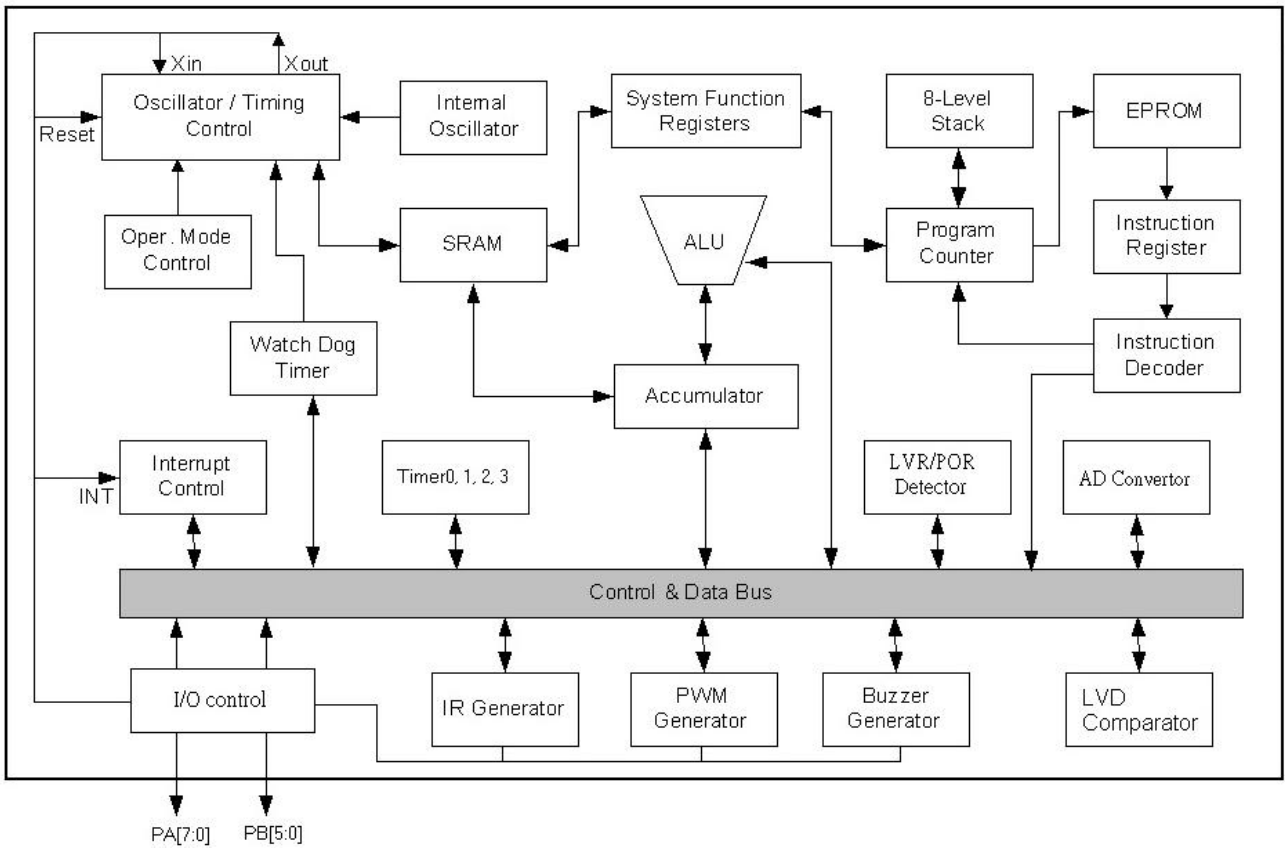 Xin
Xout
Oscillator / Timing
Control
Reset
Internal
Oscillator
System Function
Registers
8-Level
Stack
EPROM
Oper. Mode
Control
SRAM
ALU
Program
Counter
Instruction
Register
Watch Dog
Timer
Accumulator
Instruction
Decoder
Interrupt
Control
INT
Timer0, 1, 2, 3
LVR/POR
Detector
AD Convertor
Control & Data Bus
I/O control
IR Generator
PWM
Generator
Buzzer
Generator
LVD
Comparator
PA[7:0]
PB[5:0]